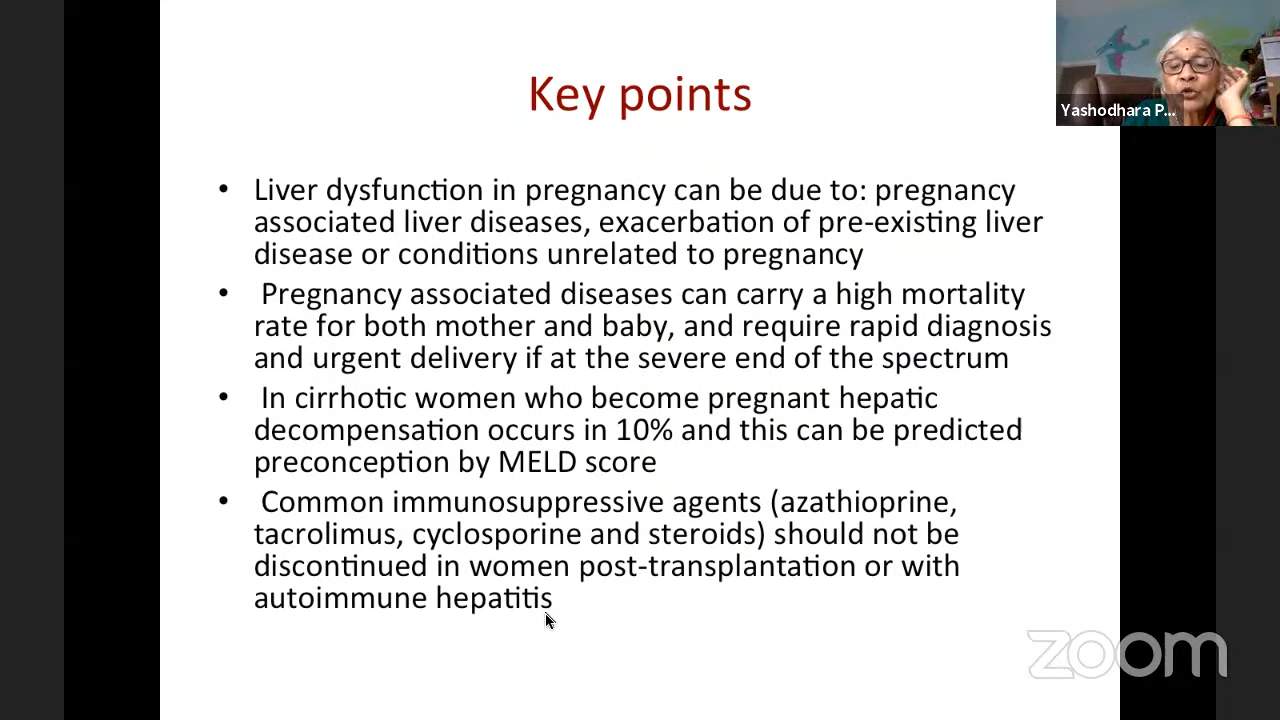 Key points
Yashodhara P...
• Liver dysfunction in pregnancy can be due to: pregnancy
associated liver diseases, exacerbation of pre-existing liver
disease or conditions unrelated to pregnancy
• Pregnancy associated diseases can carry a high mortality
rate for both mother and baby, and require rapid diagnosis
and urgent delivery if at the severe end of the spectrum
• In cirrhotic women who become pregnant hepatic
decompensation occurs in 10% and this can be predicted
preconception by MELD score
• Common immunosuppressive agents (azathioprine,
tacrolimus, cyclosporine and steroids) should not be
discontinued in women post-transplantation or with
autoimmune hepatitis
zoom